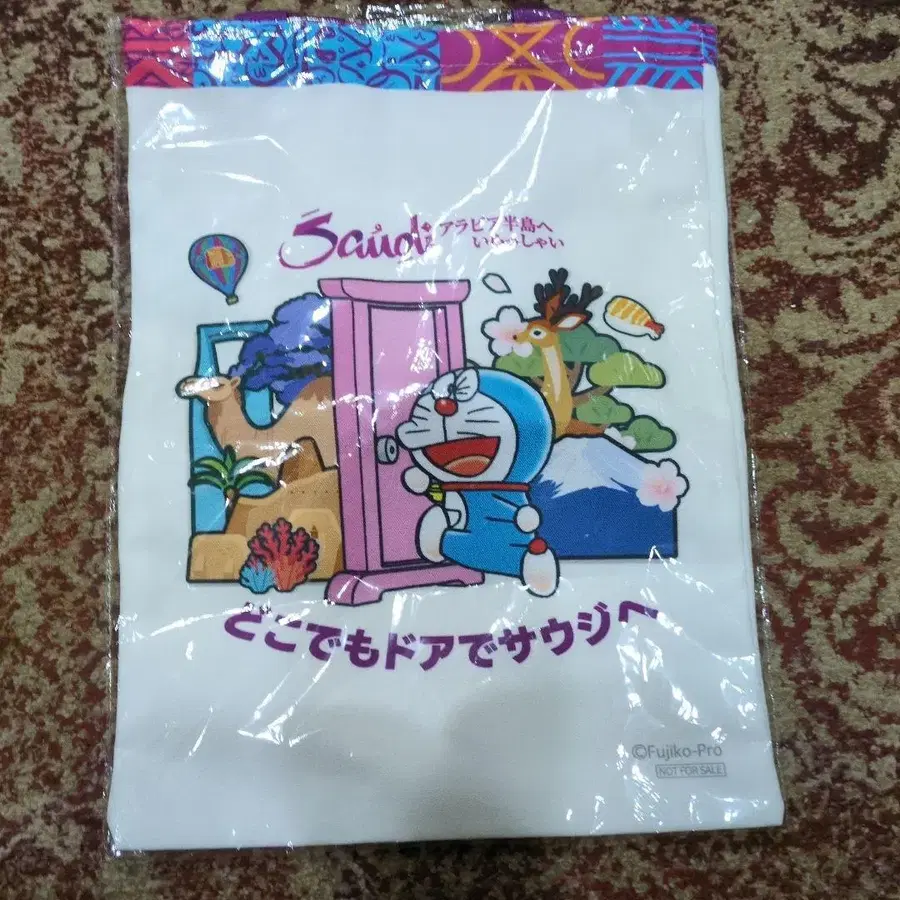 Saudi
アラビア半島へ
いらっしゃい
どこでもドアでサウジへ
©Fujiko-Pro
NOT FOR SALE